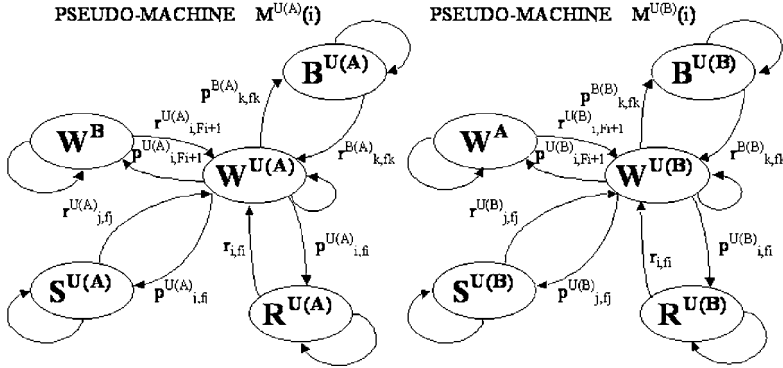 PSEUDO-MACHINE M^U(A)(i)
B^U(A)
p^B(A)_k,fk
r^U(A)_i,Fi+1
W^B
p^U(A)_i,Fi+1
r^B(A)_k,fk
W^U(A)
r^U(A)_j,fj
r_i,fi
p^U(A)_i,fi
S^U(A)
p^U(A)_i,fi
R^U(A)
PSEUDO-MACHINE M^U(B)(i)
B^U(B)
p^B(B)_k,fk
r^U(B)_i,Fi+1
W^A
p^U(B)_i,Fi+1
r^B(B)_k,fk
W^U(B)
r^U(B)_j,fj
r_i,fi
p^U(B)_i,fi
S^U(B)
p^U(B)_j,fj
R^U(B)